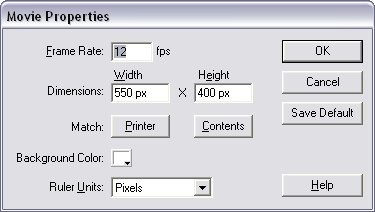 Movie Properties
Frame Rate: 12 fps OK
Width Height
Dimensions: 550 px X 400 px Cancel
Save Default
Match: Printer Contents
Background Color:
Ruler Units: Pixels Help